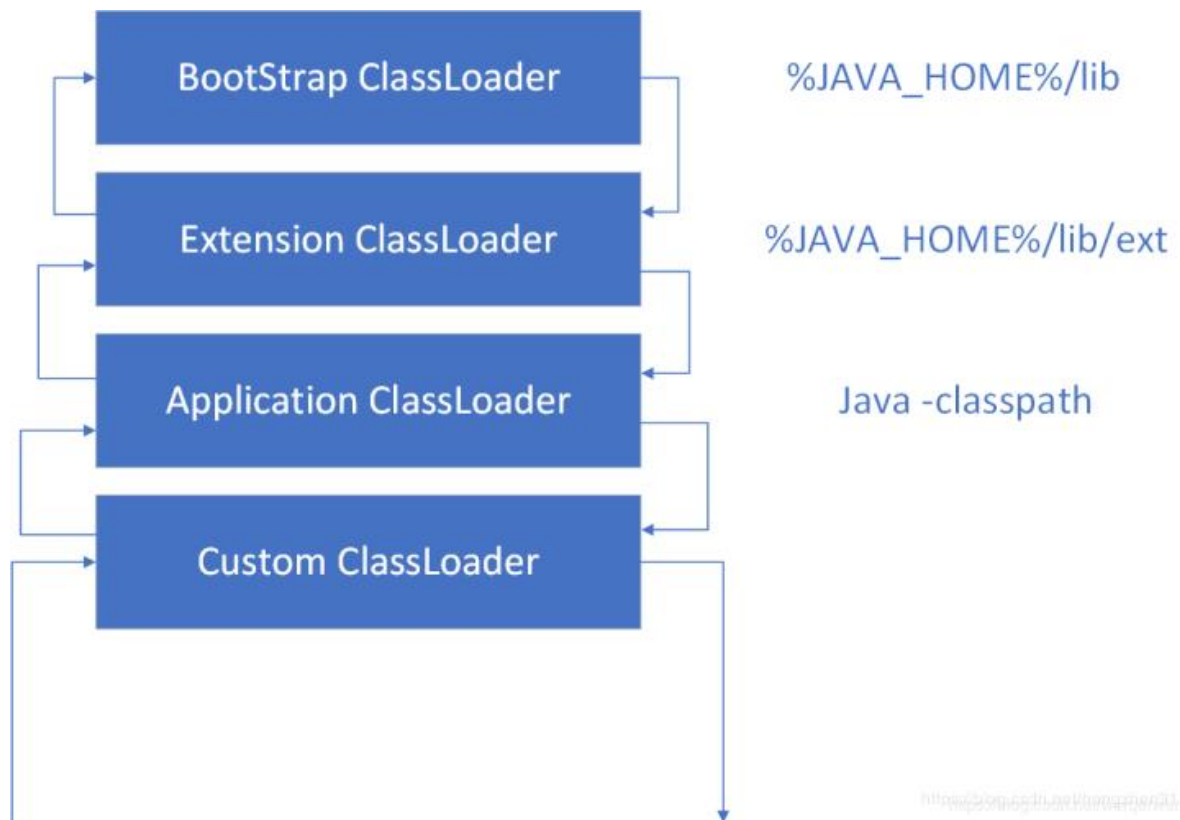 BootStrap ClassLoader
%JAVA_HOME%/lib
Extension ClassLoader
%JAVA_HOME%/lib/ext
Application ClassLoader
Java -classpath
Custom ClassLoader